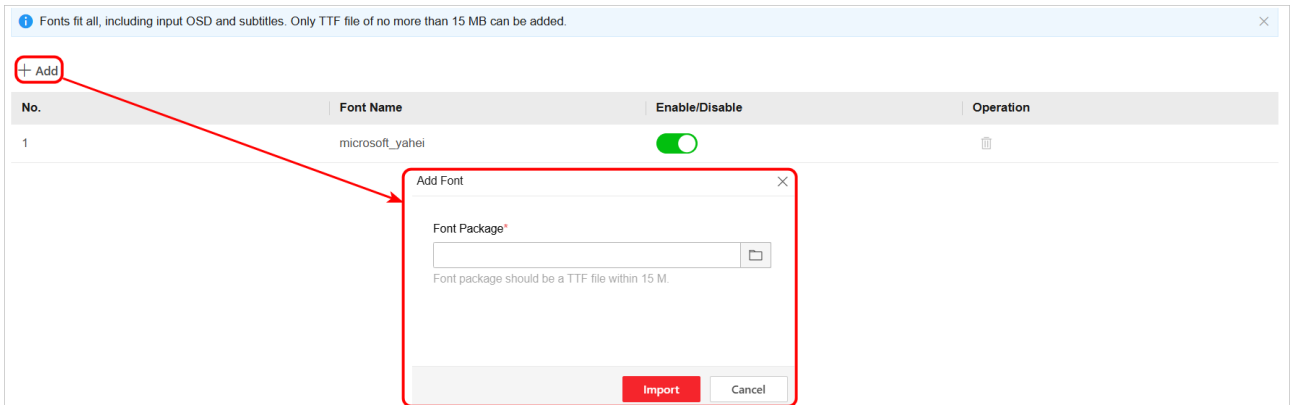 Fonts fit all, including input OSD and subtitles. Only TTF file of no more than 15 MB can be added.
+ Add
No. Font Name Enable/Disable Operation
1 microsoft_yahei
Add Font
Font Package*
Font package should be a TTF file within 15 M.
Import Cancel